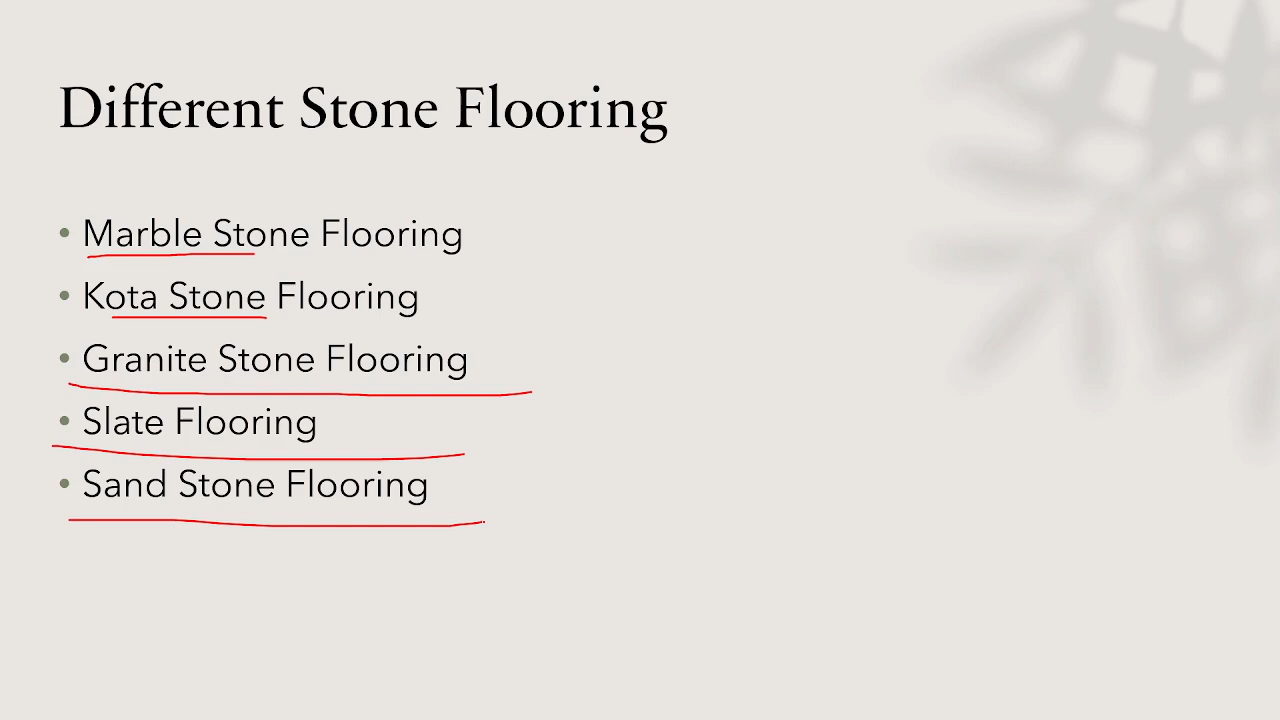 Different Stone Flooring
• Marble Stone Flooring
• Kota Stone Flooring
• Granite Stone Flooring
• Slate Flooring
• Sand Stone Flooring